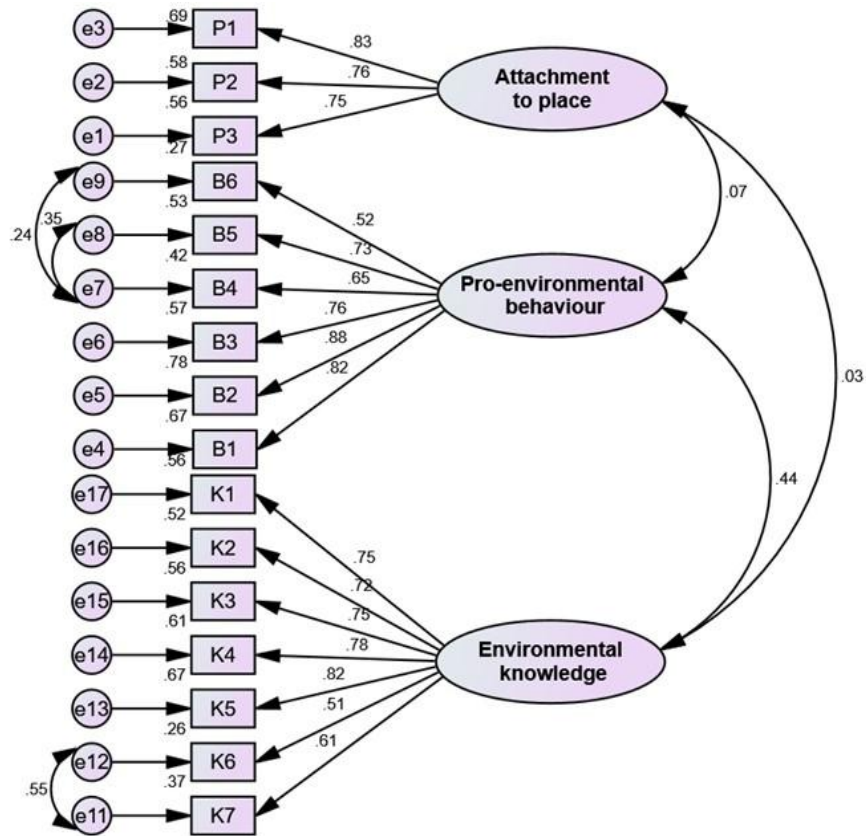 e3 .69 P1
.83
Attachment
to place
e2 .58 P2
.76
e1 .56 P3
.75
e9 .27 B6
.52
.07
e8 .53 B5
.73
.24 .35
e7 .42 B4
.65
Pro-environmental
behaviour
e6 .57 B3
.76
e5 .78 B2
.88
e4 .67 B1
.82
.03
e17 .56 K1
.75
.44
e16 .52 K2
.72
e15 .56 K3
.75
e14 .61 K4
.78
Environmental
knowledge
e13 .67 K5
.82
e12 .26 K6
.51
.55
e11 .37 K7
.61